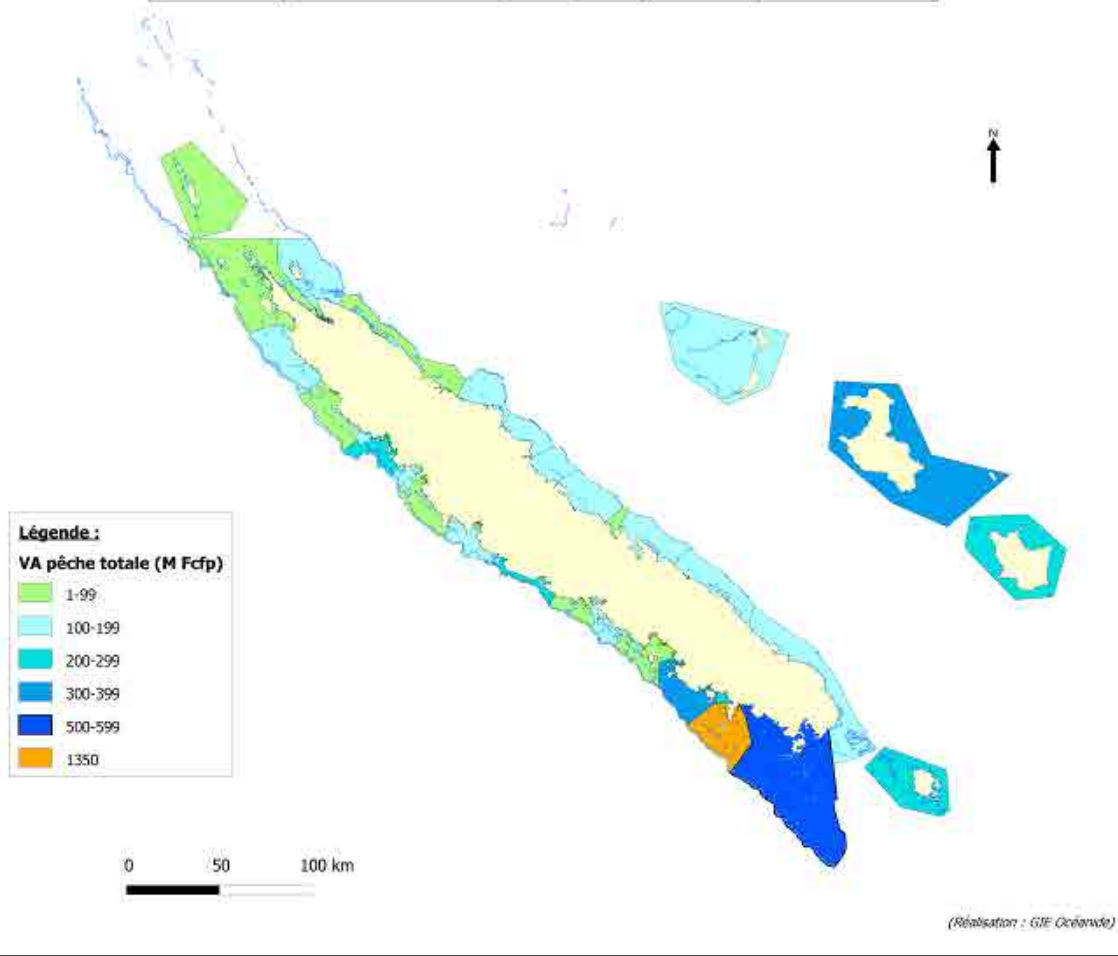 N
Légende :
VA pêche totale (M Fcfp)
1-99
100-199
200-299
300-399
500-599
1350
0 50 100 km
(Réalisation : GIE Océanide)